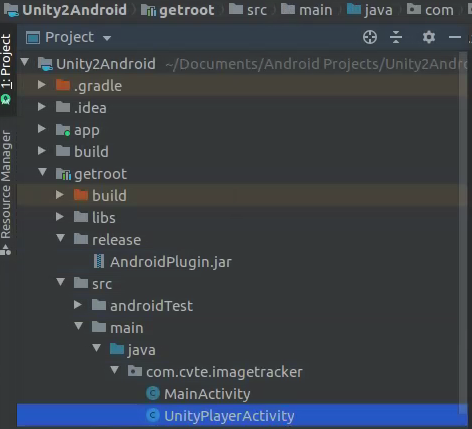 Unity2Android getroot src main java com
Project
Unity2Android ~/Documents/Android Projects/Unity2Andro
.gradle
.idea
app
build
getroot
build
libs
release
AndroidPlugin.jar
src
androidTest
main
java
com.cvte.imagetracker
MainActivity
UnityPlayerActivity
1: Project
Resource Manager